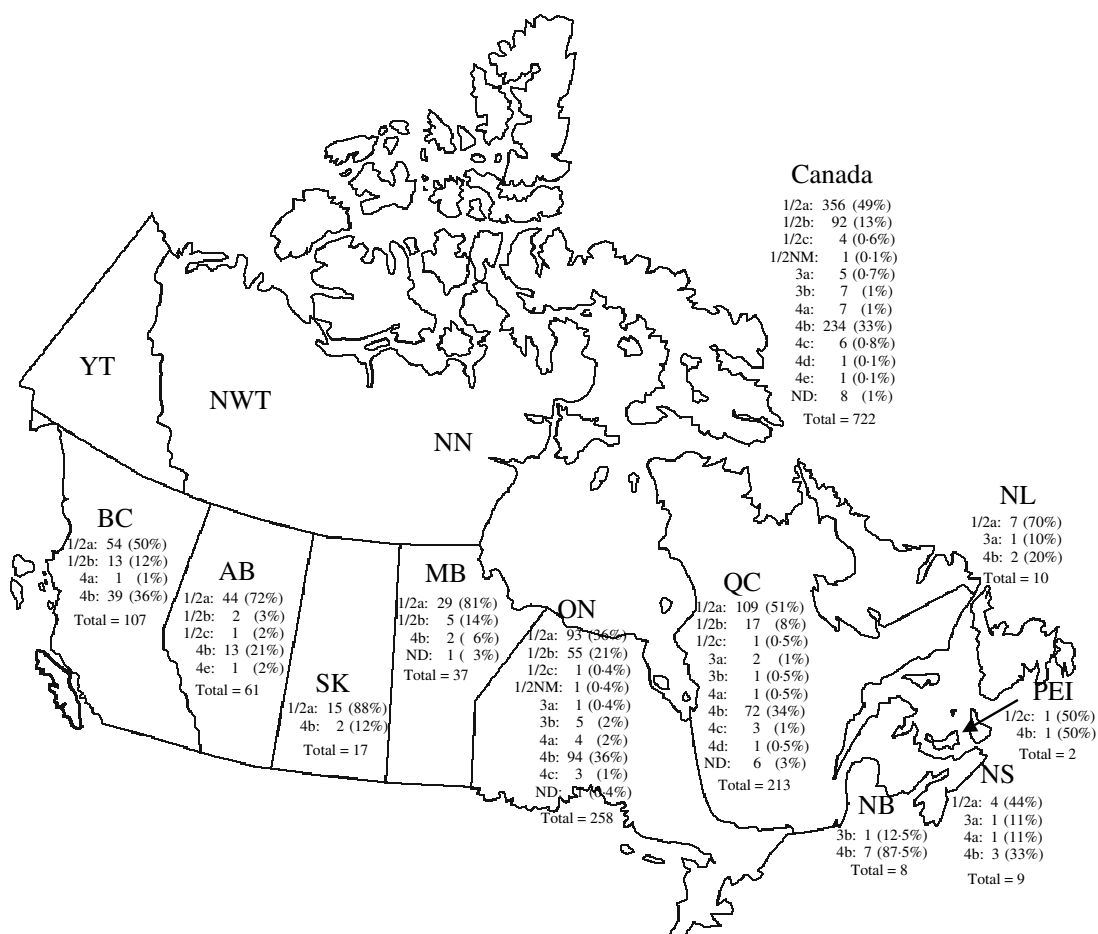 Canada
1/2a: 356 (49%)
1/2b: 92 (13%)
1/2c: 4 (0·6%)
1/2NM: 1 (0·1%)
3a: 5 (0·7%)
3b: 7 (1%)
4a: 7 (1%)
4b: 234 (33%)
4c: 6 (0·8%)
4d: 1 (0·1%)
4e: 1 (0·1%)
ND: 8 (1%)
Total = 722
YT
NWT
NN
BC
1/2a: 54 (50%)
1/2b: 13 (12%)
4a: 1 (1%)
4b: 39 (36%)
Total = 107
AB
1/2a: 44 (72%)
1/2b: 2 (3%)
1/2c: 1 (2%)
4b: 13 (21%)
4e: 1 (2%)
Total = 61
SK
1/2a: 15 (88%)
4b: 2 (12%)
Total = 17
MB
1/2a: 29 (81%)
1/2b: 5 (14%)
4b: 2 ( 6%)
ND: 1 ( 3%)
Total = 37
ON
1/2a: 93 (36%)
1/2b: 55 (21%)
1/2c: 1 (0·4%)
1/2NM: 1 (0·4%)
3a: 1 (0·4%)
3b: 5 (2%)
4a: 4 (2%)
4b: 94 (36%)
4c: 3 (1%)
ND: 1 (0·4%)
Total = 258
QC
1/2a: 109 (51%)
1/2b: 17 (8%)
1/2c: 1 (0·5%)
3a: 2 (1%)
3b: 1 (0·5%)
4a: 1 (0·5%)
4b: 72 (34%)
4c: 3 (1%)
4d: 1 (0·5%)
ND: 6 (3%)
Total = 213
NL
1/2a: 7 (70%)
3a: 1 (10%)
4b: 2 (20%)
Total = 10
PEI
1/2c: 1 (50%)
4b: 1 (50%)
Total = 2
NS
1/2a: 4 (44%)
3a: 1 (11%)
4a: 1 (11%)
4b: 3 (33%)
Total = 9
NB
3b: 1 (12·5%)
4b: 7 (87·5%)
Total = 8